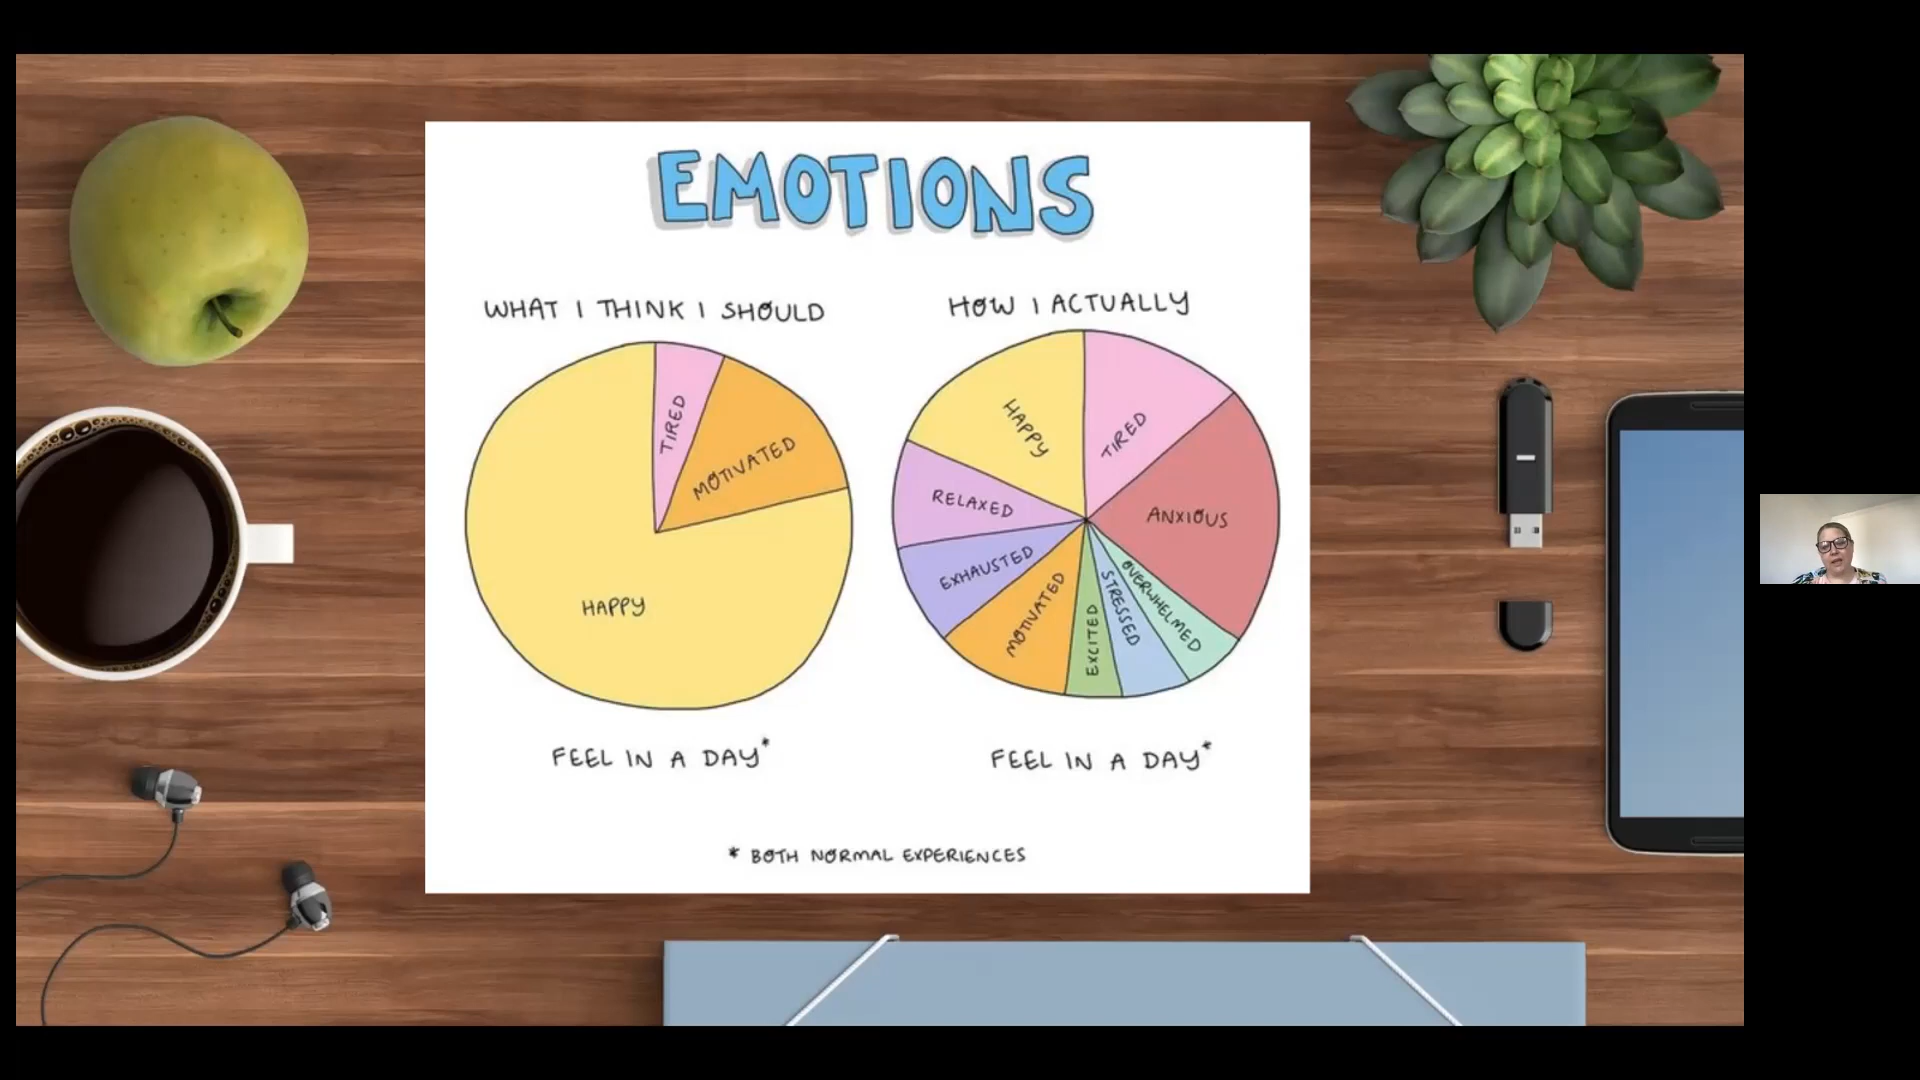 EMOTIONS
WHAT I THINK I SHOULD
TIRED
MOTIVATED
HAPPY
FEEL IN A DAY*
HOW I ACTUALLY
HAPPY
TIRED
RELAXED
ANXIOUS
EXHAUSTED
MOTIVATED
EXCITED
STRESSED
OVERWHELMED
FEEL IN A DAY*
* BOTH NORMAL EXPERIENCES